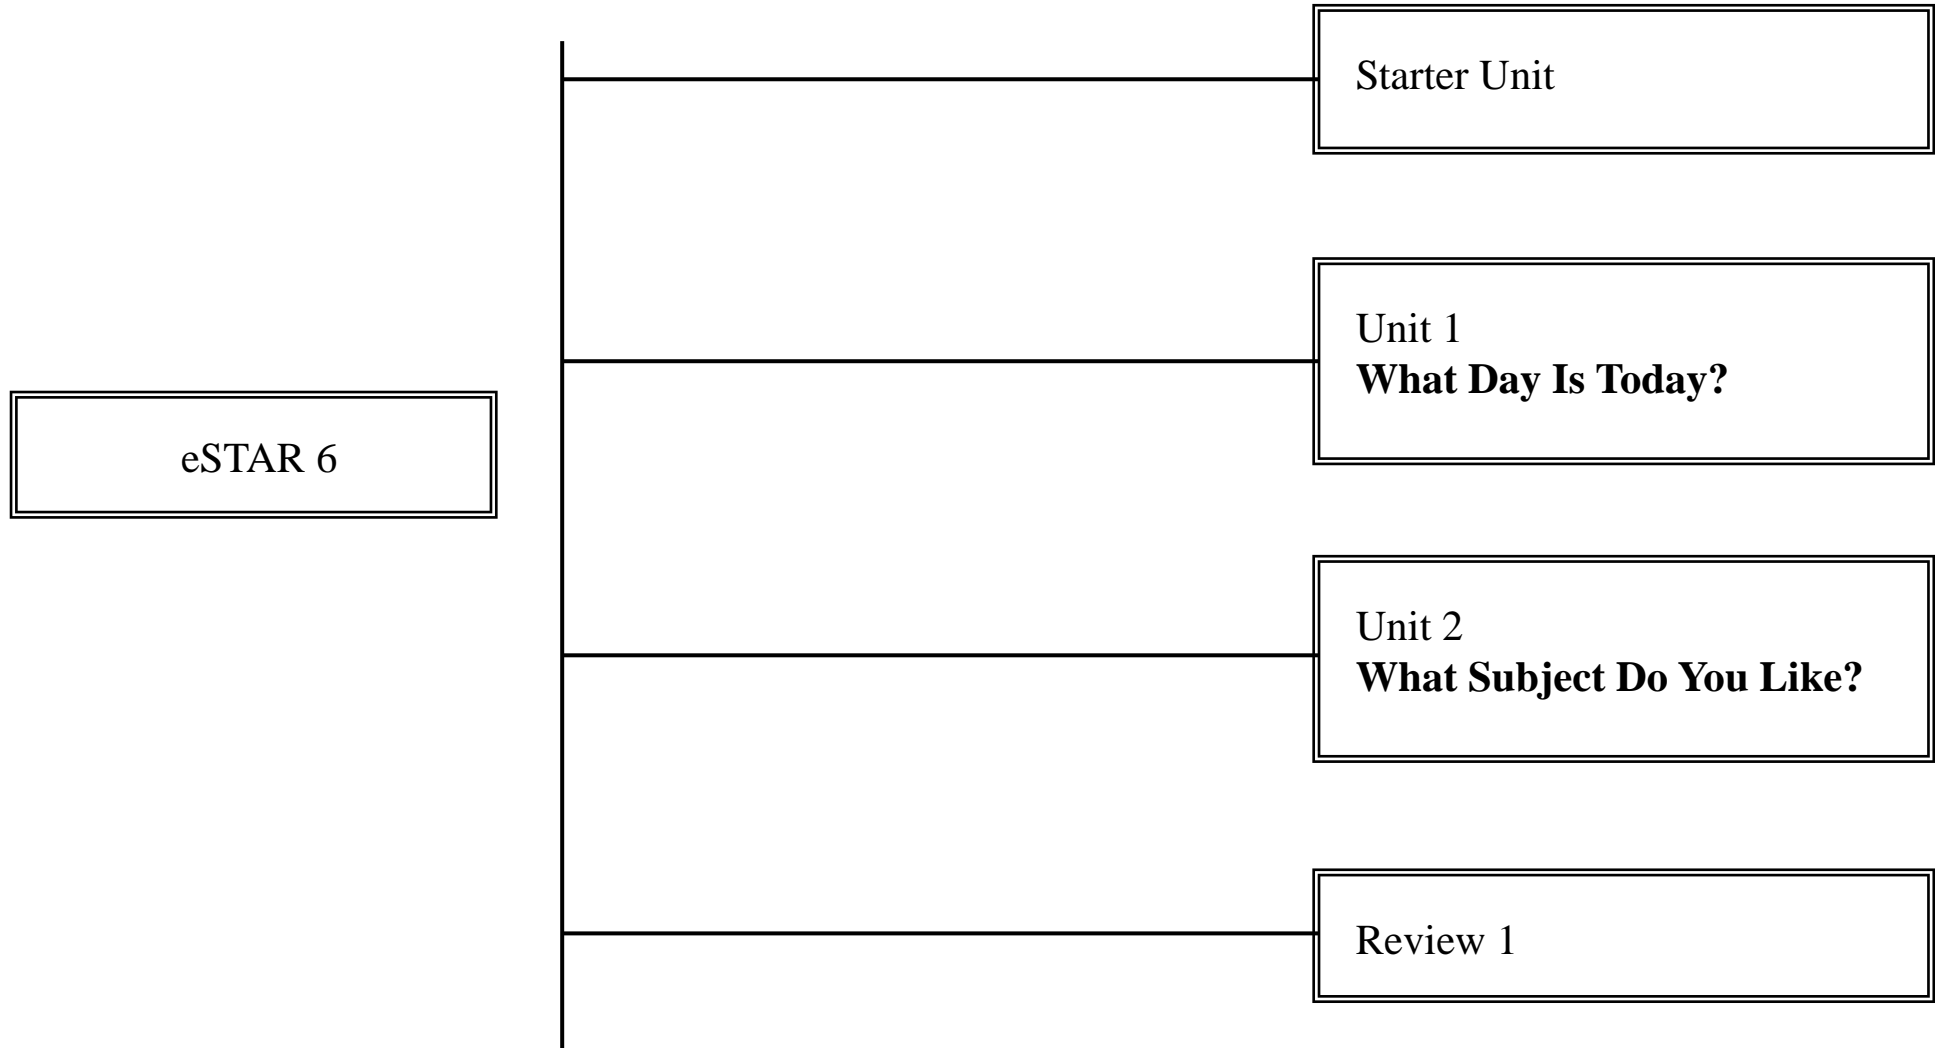 Starter Unit
Unit 1
What Day Is Today?
eSTAR 6
Unit 2
What Subject Do You Like?
Review 1